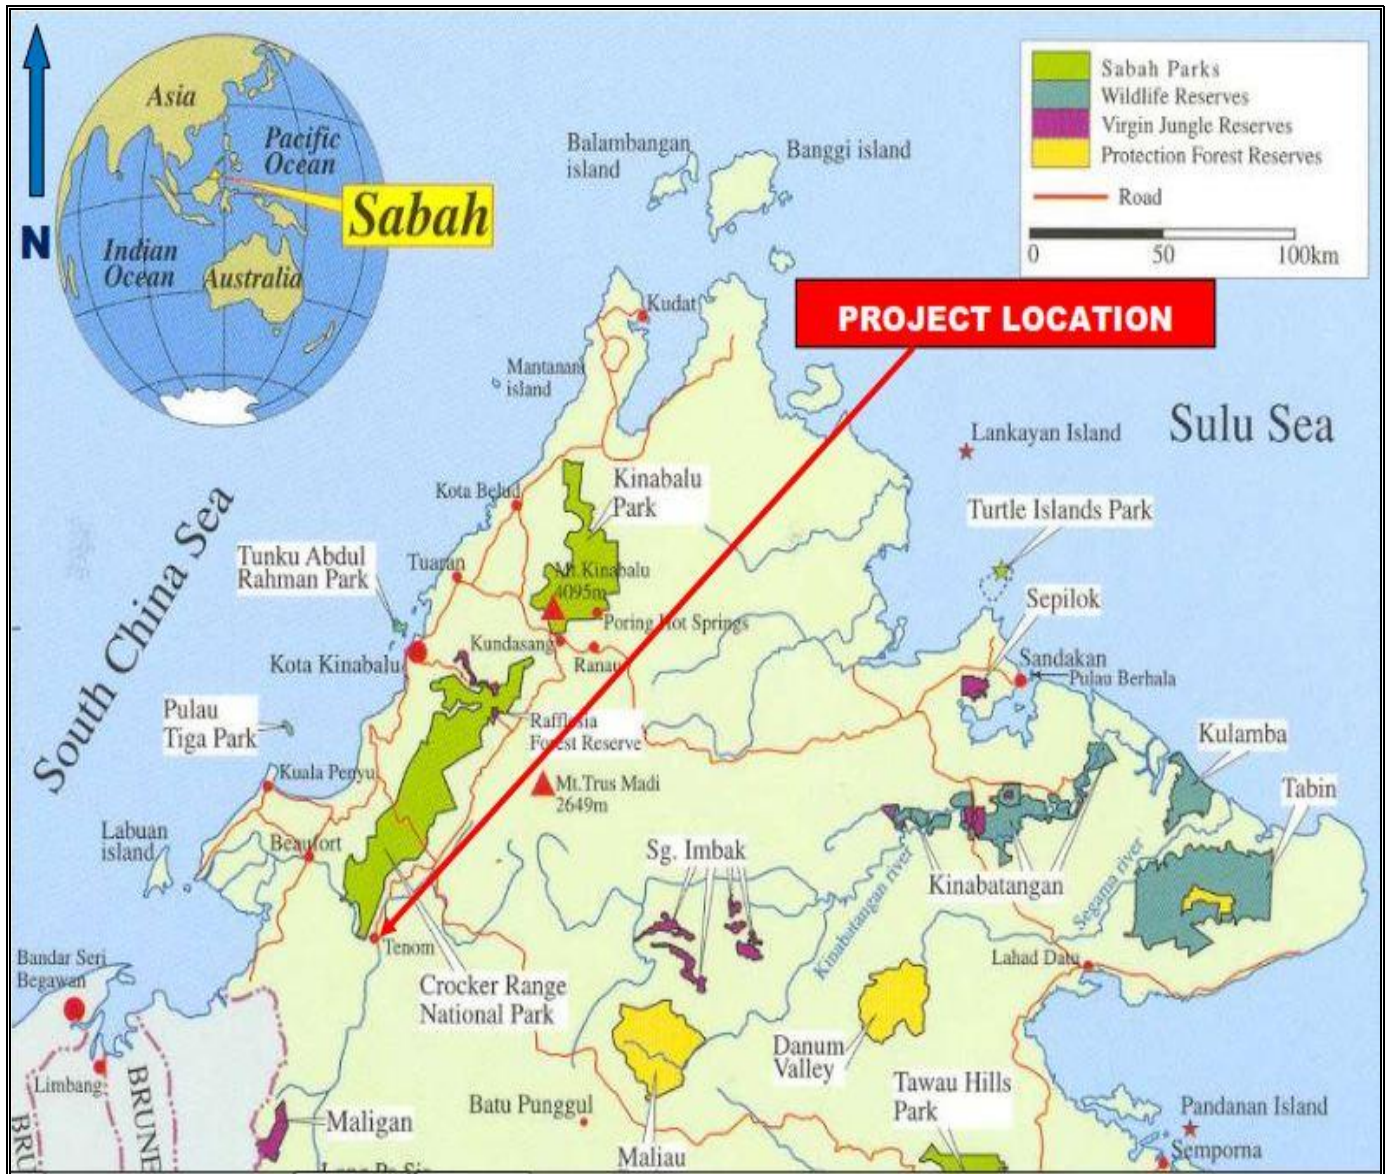 N
Asia
Pacific
Ocean
Sabah
Indian
Ocean
Australia
Sabah Parks
Wildlife Reserves
Virgin Jungle Reserves
Protection Forest Reserves
Road
0 50 100km
PROJECT LOCATION
Balambangan
island
Banggi island
Kudat
Mantanani
island
Sulu Sea
Lankayan Island
Kinabalu
Park
Kota Belud
Turtle Islands Park
South China Sea
Tunku Abdul
Rahman Park
Tuaran
Mt.Kinabalu
4095m
Poring Hot Springs
Sepilok
Kundasang
Kota Kinabalu
Ranau
Sandakan
Pulau Berhala
Pulau
Tiga Park
Rafflesia
Forest Reserve
Kulamba
Kuala Penyu
Mt.Trus Madi
2649m
Tabin
Labuan
island
Beaufort
Sg. Imbak
Kinabatangan
Kinabatangan river
Segama river
Tenom
Bandar Seri
Begawan
Lahad Datu
Crocker Range
National Park
Danum
Valley
Limbang
BRUNE
BRU
Tawau Hills
Park
Batu Punggul
Pandanan Island
Maligan
Semporna
Maliau